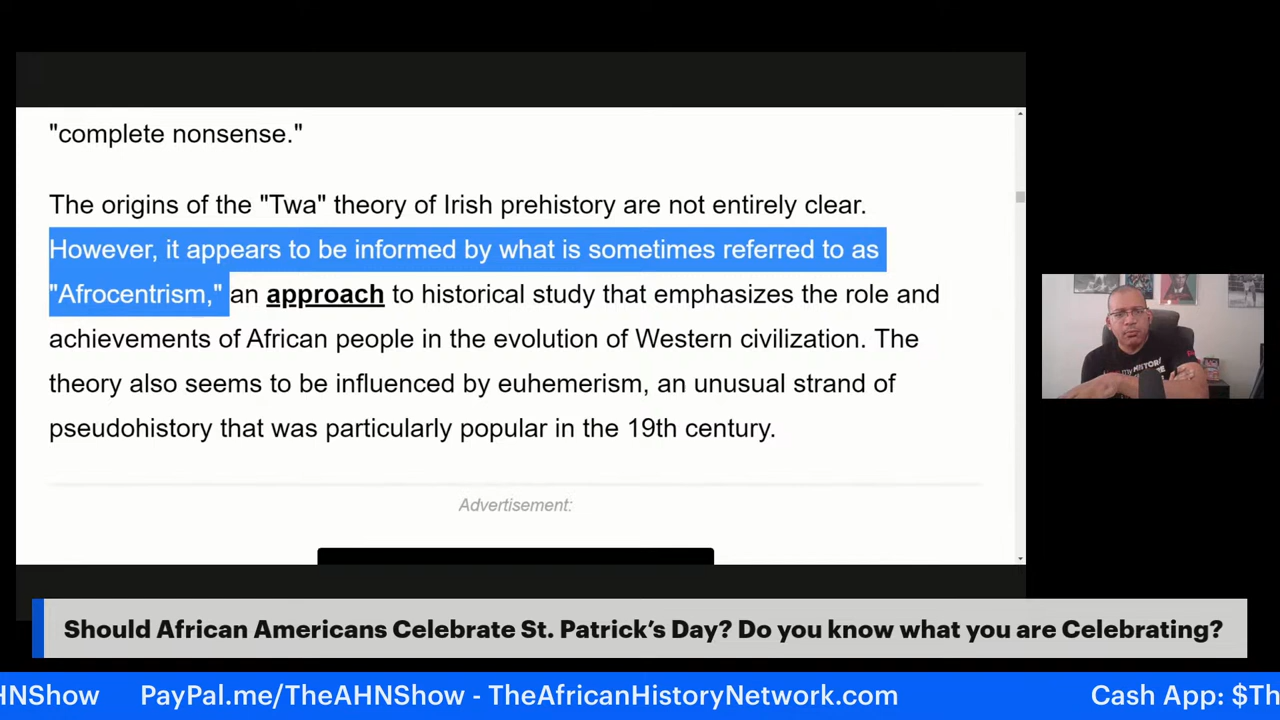 "complete nonsense."
The origins of the "Twa" theory of Irish prehistory are not entirely clear.
However, it appears to be informed by what is sometimes referred to as
"Afrocentrism," an approach to historical study that emphasizes the role and
achievements of African people in the evolution of Western civilization. The
theory also seems to be influenced by euhemerism, an unusual strand of
pseudohistory that was particularly popular in the 19th century.
Advertisement:
Should African Americans Celebrate St. Patrick's Day? Do you know what you are Celebrating?
HNShow PayPal.me/TheAHNShow - TheAfricanHistoryNetwork.com Cash App: $Th